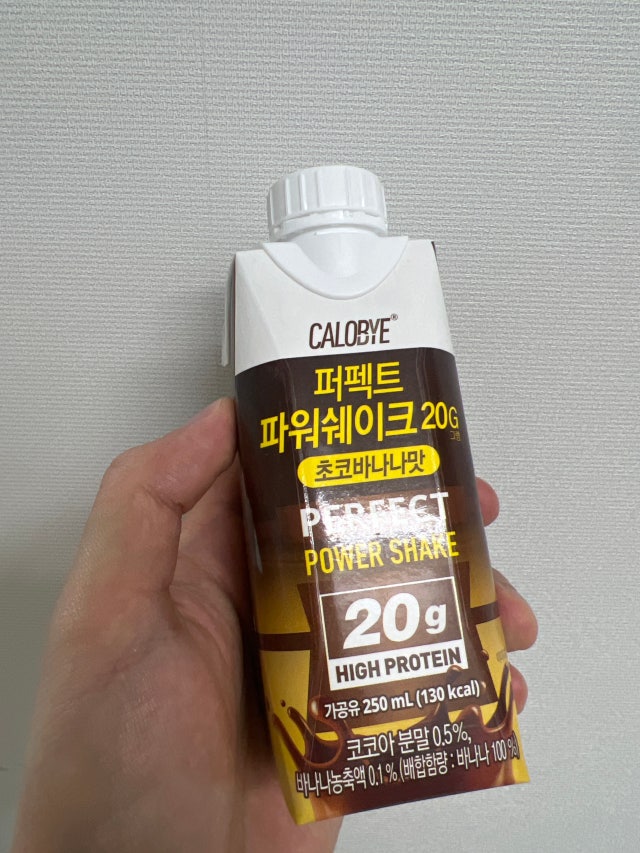 CALOBYE®
퍼펙트
파워쉐이크 20G
그램
초코바나나맛
PERFECT
POWER SHAKE
20g
HIGH PROTEIN
가공유 250 mL (130 kcal)
코코아 분말 0.5%,
바나나농축액 0.1% (배합함량 : 바나나 100%)